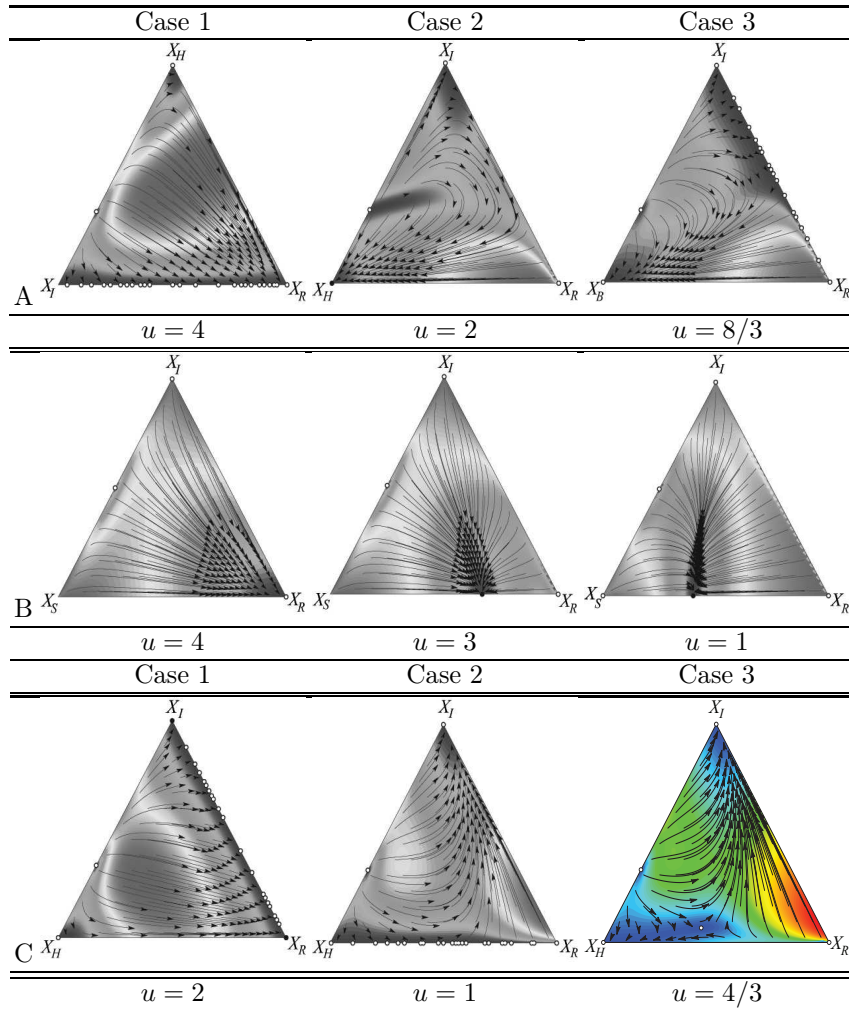 Case 1 Case 2 Case 3
X_H X_I X_I
A X_I X_R X_H X_R X_B X_R
u = 4 u = 2 u = 8/3
X_I X_I X_I
B X_S X_R X_S X_R X_S X_R
u = 4 u = 3 u = 1
Case 1 Case 2 Case 3
X_I X_I X_I
C X_H X_R X_H X_R X_H X_R
u = 2 u = 1 u = 4/3